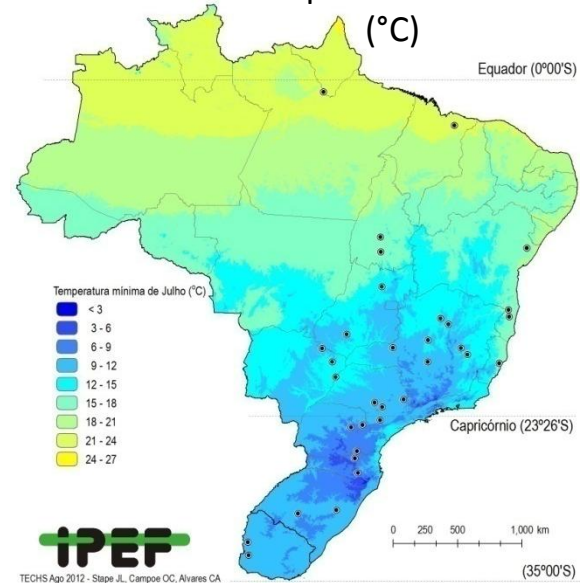 (°C)
Equador (0º00'S)
Temperatura mínima de Julho (°C)
< 3
3 - 6
6 - 9
9 - 12
12 - 15
15 - 18
18 - 21
21 - 24
24 - 27
Capricórnio (23º26'S)
IPEF
0 250 500 1,000 km
TECHS Ago 2012 - Stape JL, Campoe OC, Alvares CA
(35º00'S)